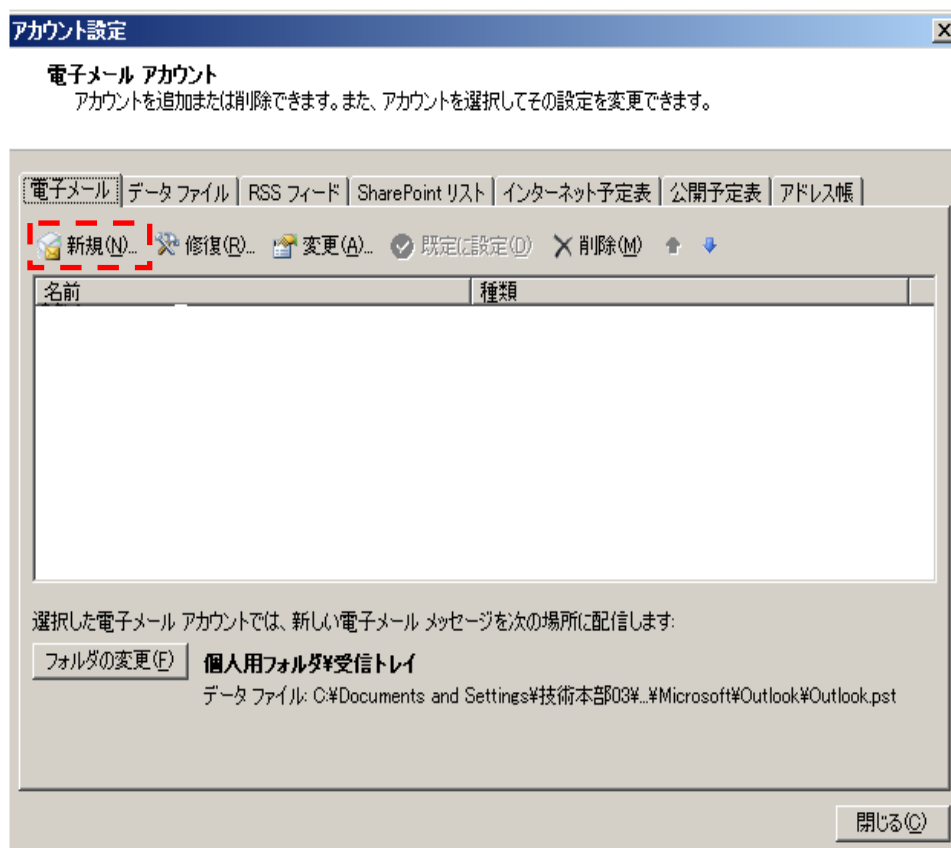 アカウント設定
電子メール アカウント
アカウントを追加または削除できます。また、アカウントを選択してその設定を変更できます。
電子メール データ ファイル RSS フィード SharePoint リスト インターネット予定表 公開予定表 アドレス帳
新規(N)... 修復(R)... 変更(A)... 既定に設定(D) 削除(M)
名前 種類
選択した電子メール アカウントでは、新しい電子メール メッセージを次の場所に配信します:
フォルダの変更(F) 個人用フォルダ¥受信トレイ
データ ファイル: C:¥Documents and Settings¥技術本部03¥...¥Microsoft¥Outlook¥Outlook.pst
閉じる(C)